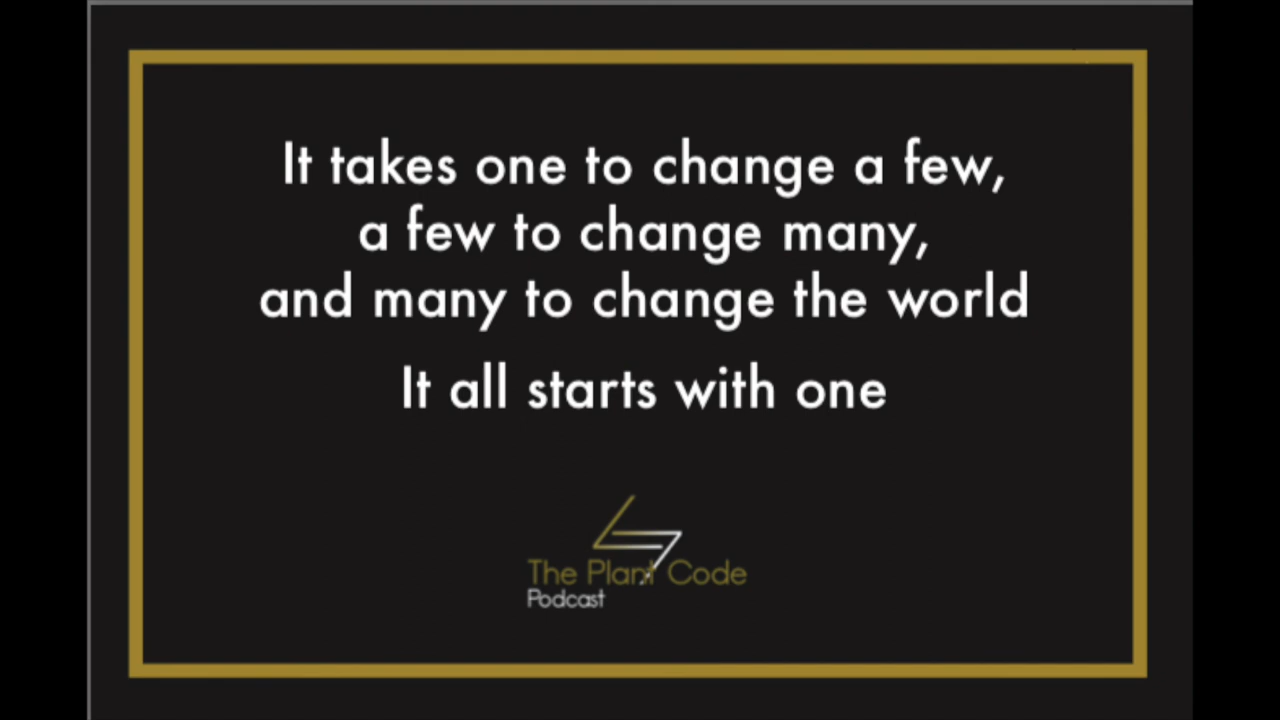 It takes one to change a few,
a few to change many,
and many to change the world
It all starts with one
The Plant Code
Podcast